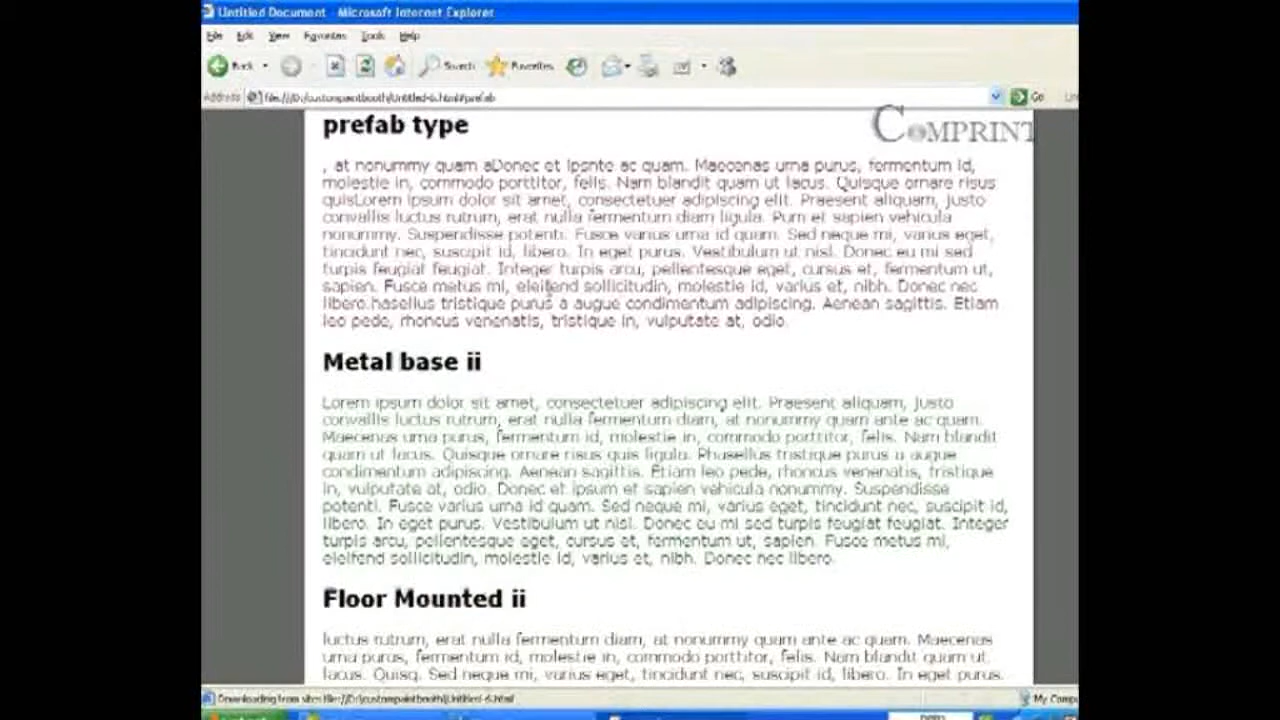 Untitled Document - Microsoft Internet Explorer
File Edit View Favorites Tools Help
Back Search Favorites
Address file:///D:/custompaintbooth/Untitled-6.html#prefab Go
COMPRINT
prefab type
, at nonummy quam aDonec et ipsnte ac quam. Maecenas urna purus, fermentum id,
molestie in, commodo porttitor, felis. Nam blandit quam ut lacus. Quisque ornare risus
quisLorem ipsum dolor sit amet, consectetuer adipiscing elit. Praesent aliquam, justo
convallis luctus rutrum, erat nulla fermentum diam ligula. Pum et sapien vehicula
nonummy. Suspendisse potenti. Fusce varius urna id quam. Sed neque mi, varius eget,
tincidunt nec, suscipit id, libero. In eget purus. Vestibulum ut nisl. Donec eu mi sed
turpis feugiat feugiat. Integer turpis arcu, pellentesque eget, cursus et, fermentum ut,
sapien. Fusce metus mi, eleifend sollicitudin, molestie id, varius et, nibh. Donec nec
libero.hasellus tristique purus a augue condimentum adipiscing. Aenean sagittis. Etiam
leo pede, rhoncus venenatis, tristique in, vulputate at, odio.
Metal base ii
Lorem ipsum dolor sit amet, consectetuer adipiscing elit. Praesent aliquam, justo
convallis luctus rutrum, erat nulla fermentum diam, at nonummy quam ante ac quam.
Maecenas urna purus, fermentum id, molestie in, commodo porttitor, felis. Nam blandit
quam ut lacus. Quisque ornare risus quis ligula. Phasellus tristique purus a augue
condimentum adipiscing. Aenean sagittis. Etiam leo pede, rhoncus venenatis, tristique
in, vulputate at, odio. Donec et ipsum et sapien vehicula nonummy. Suspendisse
potenti. Fusce varius urna id quam. Sed neque mi, varius eget, tincidunt nec, suscipit id,
libero. In eget purus. Vestibulum ut nisl. Donec eu mi sed turpis feugiat feugiat. Integer
turpis arcu, pellentesque eget, cursus et, fermentum ut, sapien. Fusce metus mi,
eleifend sollicitudin, molestie id, varius et, nibh. Donec nec libero.
Floor Mounted ii
luctus rutrum, erat nulla fermentum diam, at nonummy quam ante ac quam. Maecenas
urna purus, fermentum id, molestie in, commodo porttitor, felis. Nam blandit quam ut
lacus. Quisq. Sed neque mi, varius eget, tincidunt nec, suscipit id, libero. In eget purus.
Downloading from site: file://D:/custompaintbooth/Untitled-6.html My Compu